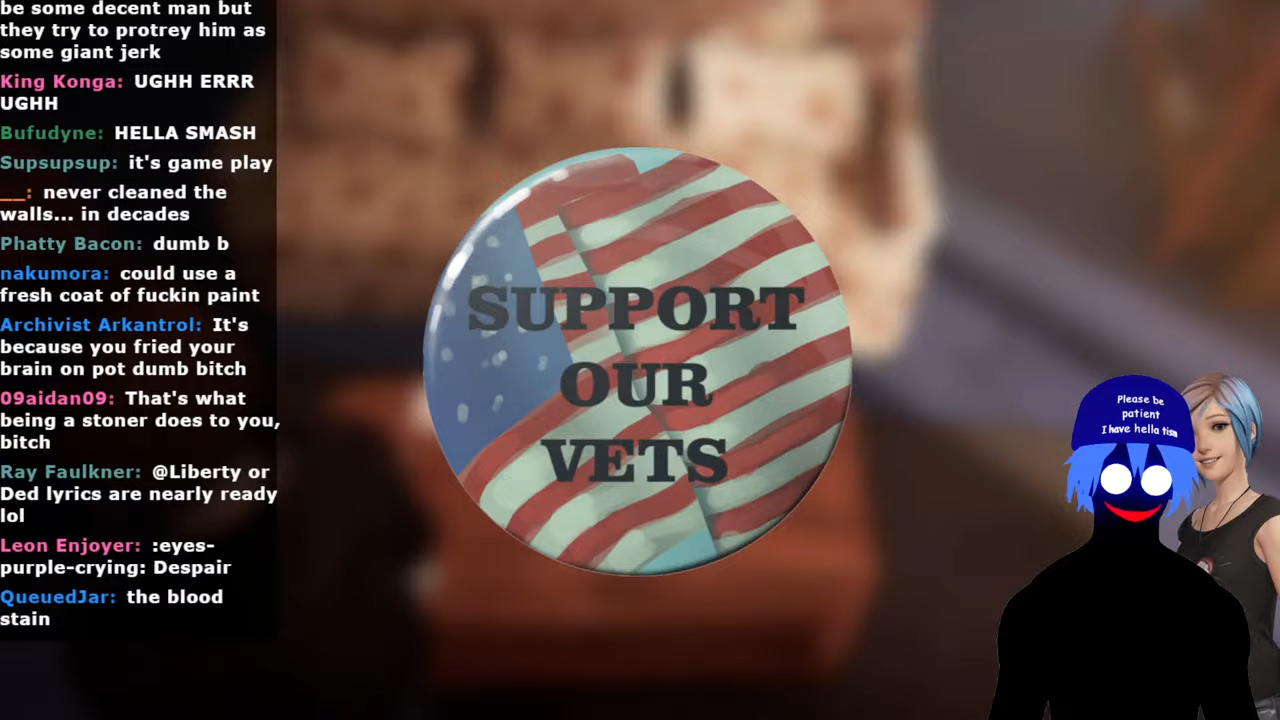 be some decent man but
they try to protrey him as
some giant jerk
King Konga: UGHH ERRR
UGHH
Bufudyne: HELLA SMASH
Supsupsup: it's game play
__: never cleaned the
walls... in decades
Phatty Bacon: dumb b
nakumora: could use a
fresh coat of fuckin paint
Archivist Arkantrol: It's
because you fried your
brain on pot dumb bitch
09aidan09: That's what
being a stoner does to you,
bitch
Ray Faulkner: @Liberty or
Ded lyrics are nearly ready
lol
Leon Enjoyer: :eyes-
purple-crying: Despair
QueuedJar: the blood
stain
SUPPORT
OUR
VETS
Please be
patient
I have hella tism